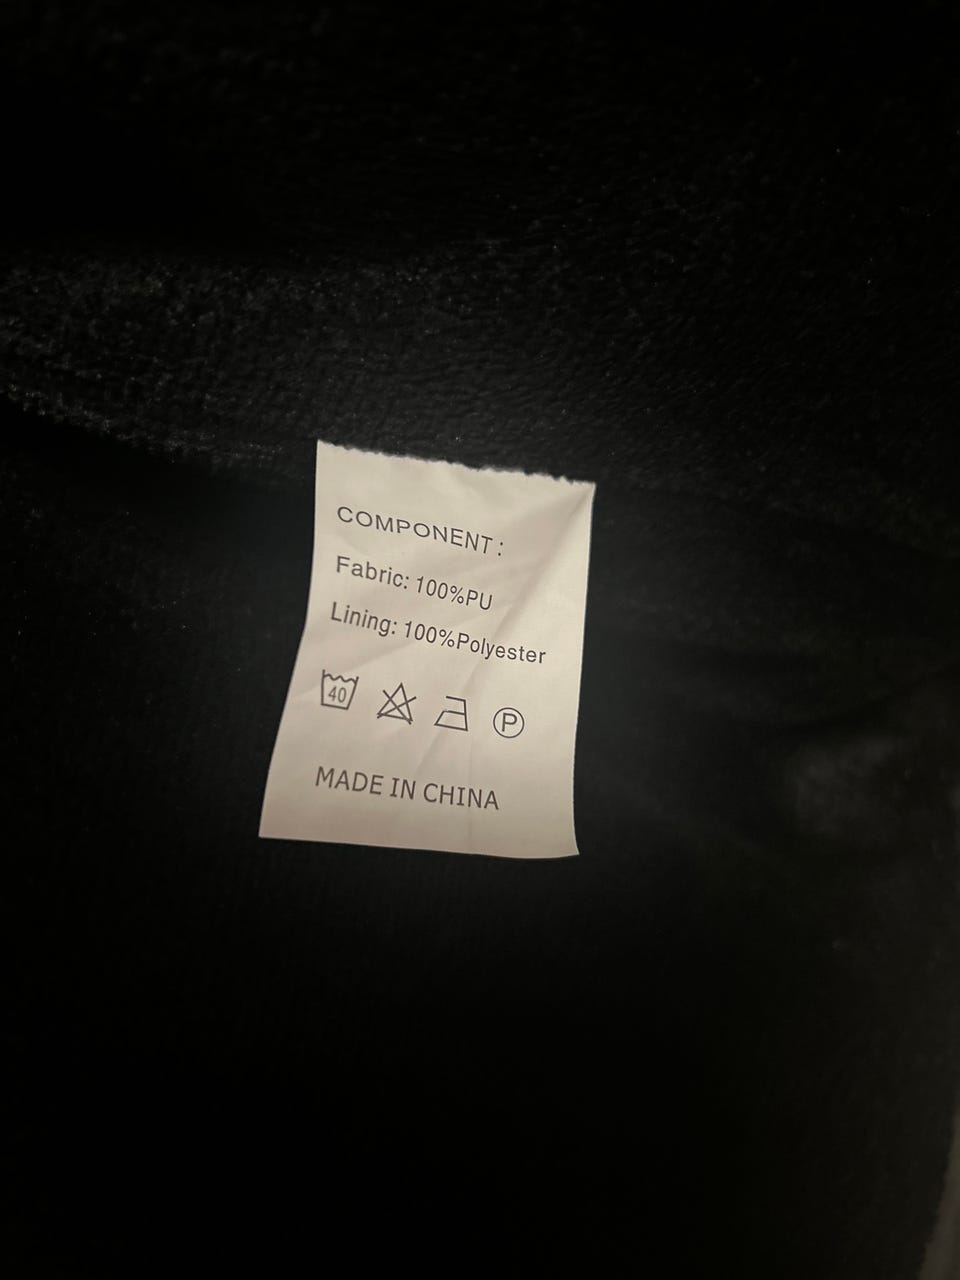 COMPONENT:
Fabric: 100%PU
Lining: 100%Polyester
40 P
MADE IN CHINA